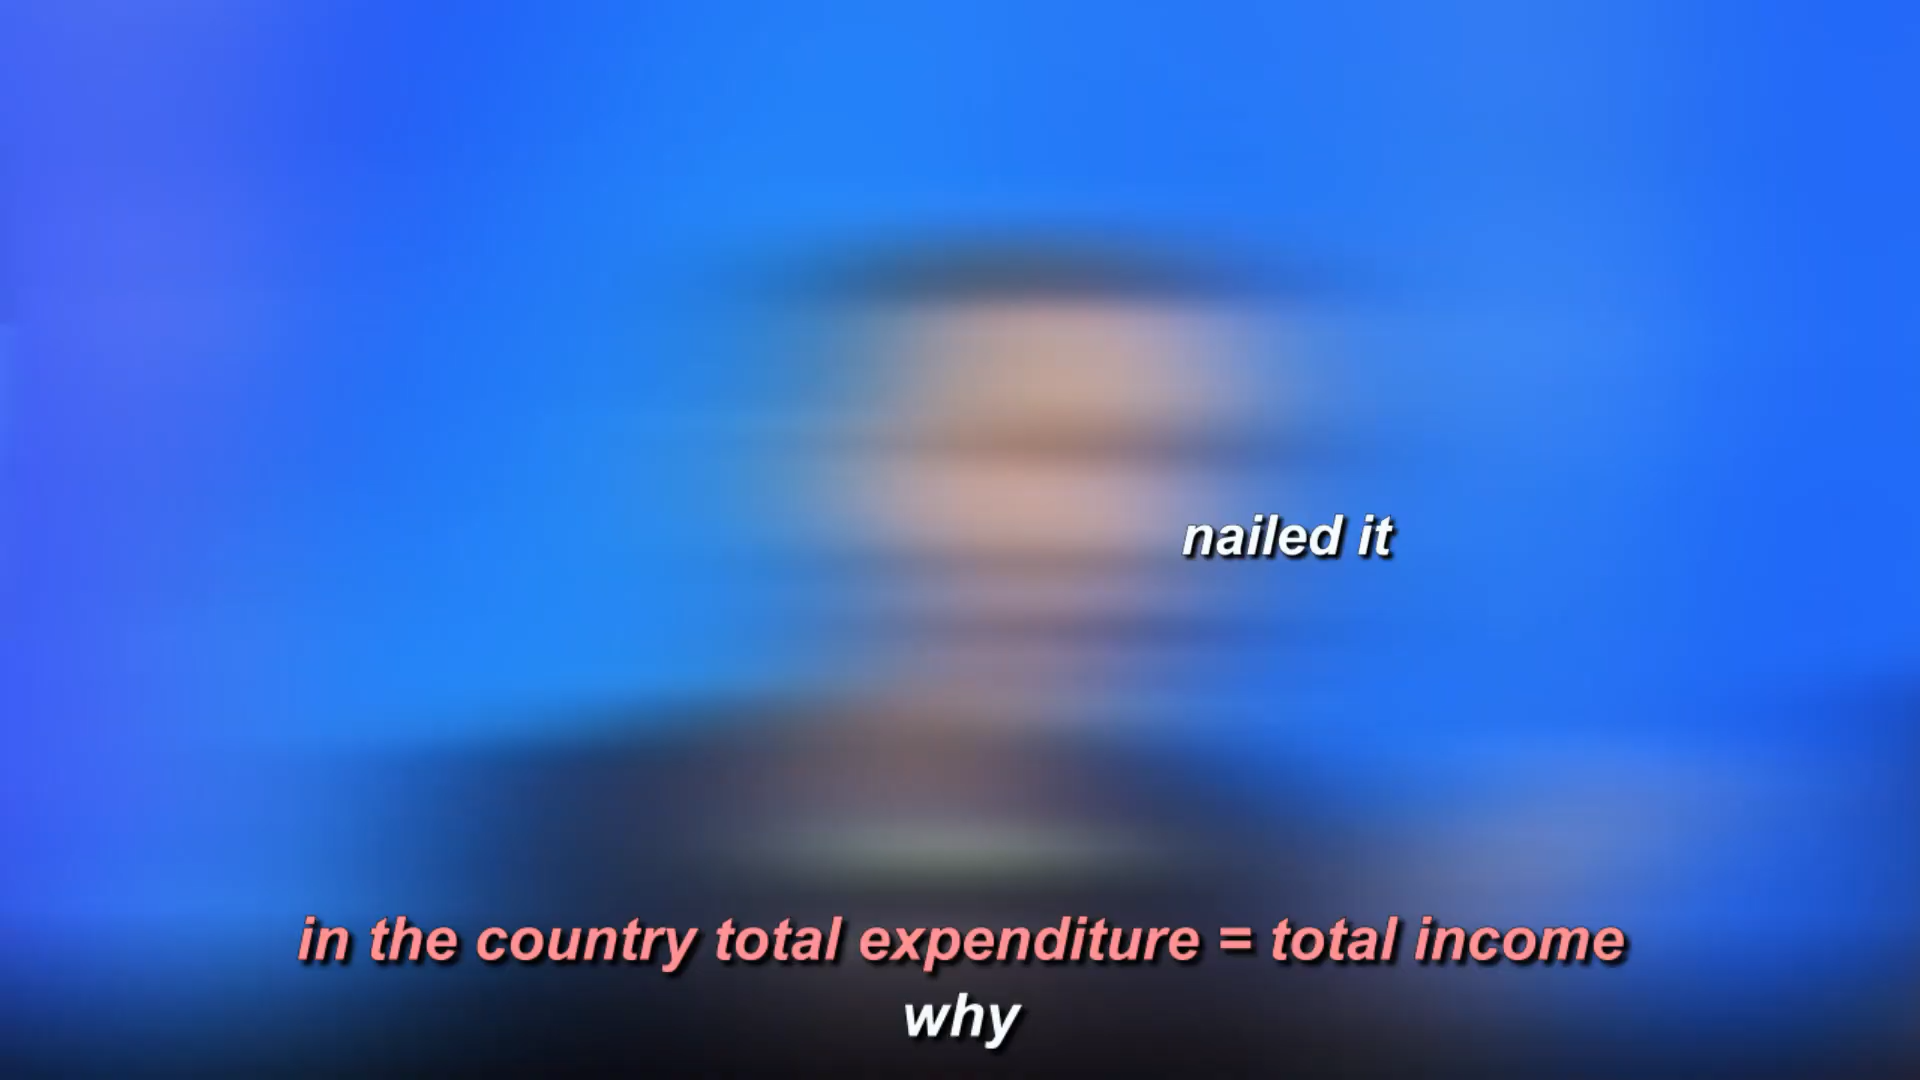 nailed it
in the country total expenditure = total income
why